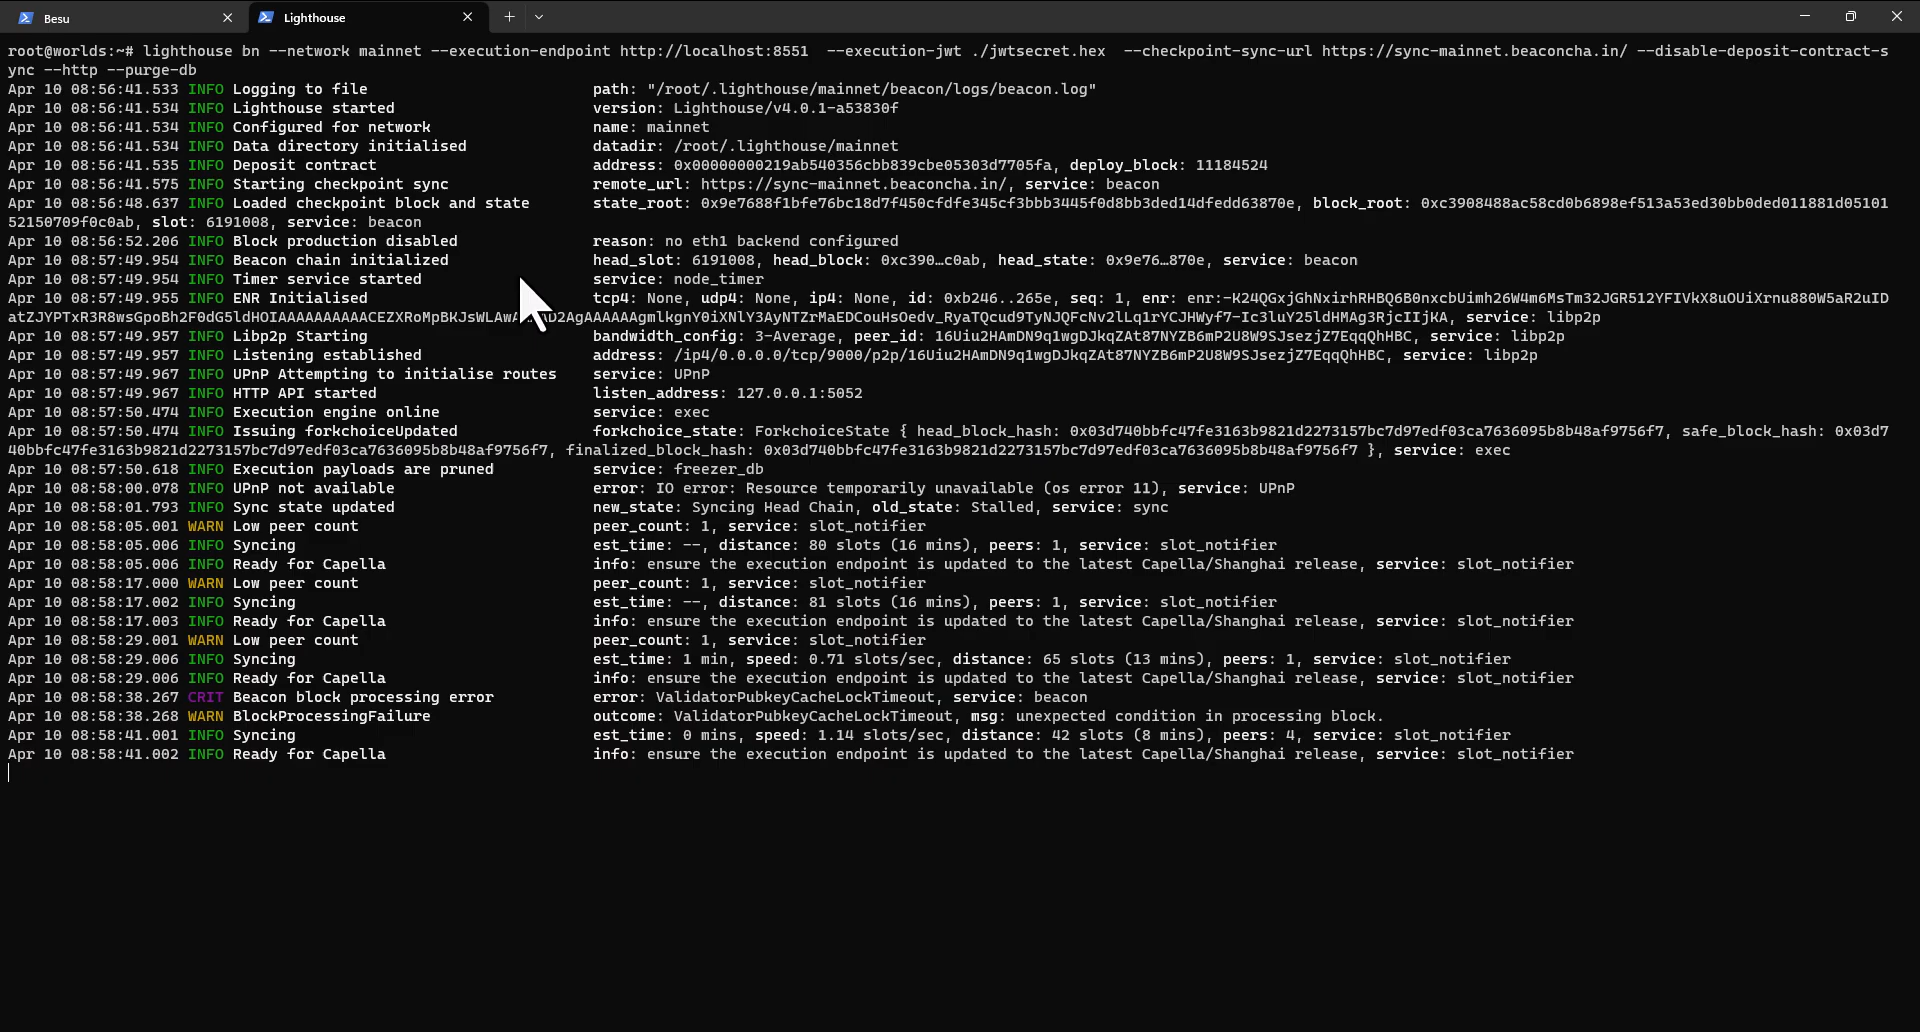 Besu
Lighthouse
root@worlds:~# lighthouse bn --network mainnet --execution-endpoint http://localhost:8551  --execution-jwt ./jwtsecret.hex  --checkpoint-sync-url https://sync-mainnet.beaconcha.in/ --disable-deposit-contract-s
ync --http --purge-db
Apr 10 08:56:41.533 INFO Logging to file                         path: "/root/.lighthouse/mainnet/beacon/logs/beacon.log"
Apr 10 08:56:41.534 INFO Lighthouse started                      version: Lighthouse/v4.0.1-a53830f
Apr 10 08:56:41.534 INFO Configured for network                  name: mainnet
Apr 10 08:56:41.534 INFO Data directory initialised              datadir: /root/.lighthouse/mainnet
Apr 10 08:56:41.535 INFO Deposit contract                        address: 0x00000000219ab540356cbb839cbe05303d7705fa, deploy_block: 11184524
Apr 10 08:56:41.575 INFO Starting checkpoint sync                remote_url: https://sync-mainnet.beaconcha.in/, service: beacon
Apr 10 08:56:48.637 INFO Loaded checkpoint block and state       state_root: 0x9e7688f1bfe76bc18d7f450cfdfe345cf3bbb3445f0d8bb3ded14dfedd63870e, block_root: 0xc3908488ac58cd0b6898ef513a53ed30bb0ded011881d05101
52150709f0c0ab, slot: 6191008, service: beacon
Apr 10 08:56:52.206 INFO Block production disabled               reason: no eth1 backend configured
Apr 10 08:57:49.954 INFO Beacon chain initialized                head_slot: 6191008, head_block: 0xc390…c0ab, head_state: 0x9e76…870e, service: beacon
Apr 10 08:57:49.954 INFO Timer service started                   service: node_timer
Apr 10 08:57:49.955 INFO ENR Initialised                         tcp4: None, udp4: None, ip4: None, id: 0xb246..265e, seq: 1, enr: enr:-K24QGxjGhNxirhRHBQ6B0nxcbUimh26W4m6MsTm32JGR512YFIVkX8uOUiXrnu880W5aR2uID
service: libp2p
Apr 10 08:57:49.957 INFO Libp2p Starting                         bandwidth_config: 3-Average, peer_id: 16Uiu2HAmDN9q1wgDJkqZAt87NYZB6mP2U8W9SJsezjZ7EqqQhHBC, service: libp2p
Apr 10 08:57:49.957 INFO Listening established                   address: /ip4/0.0.0.0/tcp/9000/p2p/16Uiu2HAmDN9q1wgDJkqZAt87NYZB6mP2U8W9SJsezjZ7EqqQhHBC, service: libp2p
Apr 10 08:57:49.967 INFO UPnP Attempting to initialise routes    service: UPnP
Apr 10 08:57:49.967 INFO HTTP API started                        listen_address: 127.0.0.1:5052
Apr 10 08:57:50.474 INFO Execution engine online                 service: exec
Apr 10 08:57:50.474 INFO Issuing forkchoiceUpdated               forkchoice_state: ForkchoiceState { head_block_hash: 0x03d740bbfc47fe3163b9821d2273157bc7d97edf03ca7636095b8b48af9756f7, safe_block_hash: 0x03d7
40bbfc47fe3163b9821d2273157bc7d97edf03ca7636095b8b48af9756f7, finalized_block_hash: 0x03d740bbfc47fe3163b9821d2273157bc7d97edf03ca7636095b8b48af9756f7 }, service: exec
Apr 10 08:57:50.618 INFO Execution payloads are pruned           service: freezer_db
Apr 10 08:58:00.078 INFO UPnP not available                      error: IO error: Resource temporarily unavailable (os error 11), service: UPnP
Apr 10 08:58:01.793 INFO Sync state updated                      new_state: Syncing Head Chain, old_state: Stalled, service: sync
Apr 10 08:58:05.001 WARN Low peer count                          peer_count: 1, service: slot_notifier
Apr 10 08:58:05.006 INFO Syncing                                 est_time: --, distance: 80 slots (16 mins), peers: 1, service: slot_notifier
Apr 10 08:58:05.006 INFO Ready for Capella                       info: ensure the execution endpoint is updated to the latest Capella/Shanghai release, service: slot_notifier
Apr 10 08:58:17.000 WARN Low peer count                          peer_count: 1, service: slot_notifier
Apr 10 08:58:17.002 INFO Syncing                                 est_time: --, distance: 81 slots (16 mins), peers: 1, service: slot_notifier
Apr 10 08:58:17.003 INFO Ready for Capella                       info: ensure the execution endpoint is updated to the latest Capella/Shanghai release, service: slot_notifier
Apr 10 08:58:29.001 WARN Low peer count                          peer_count: 1, service: slot_notifier
Apr 10 08:58:29.006 INFO Syncing                                 est_time: 1 min, speed: 0.71 slots/sec, distance: 65 slots (13 mins), peers: 1, service: slot_notifier
Apr 10 08:58:29.006 INFO Ready for Capella                       info: ensure the execution endpoint is updated to the latest Capella/Shanghai release, service: slot_notifier
Apr 10 08:58:38.267 CRIT Beacon block processing error           error: ValidatorPubkeyCacheLockTimeout, service: beacon
Apr 10 08:58:38.268 WARN BlockProcessingFailure                  outcome: ValidatorPubkeyCacheLockTimeout, msg: unexpected condition in processing block.
Apr 10 08:58:41.001 INFO Syncing                                 est_time: 0 mins, speed: 1.14 slots/sec, distance: 42 slots (8 mins), peers: 4, service: slot_notifier
Apr 10 08:58:41.002 INFO Ready for Capella                       info: ensure the execution endpoint is updated to the latest Capella/Shanghai release, service: slot_notifier